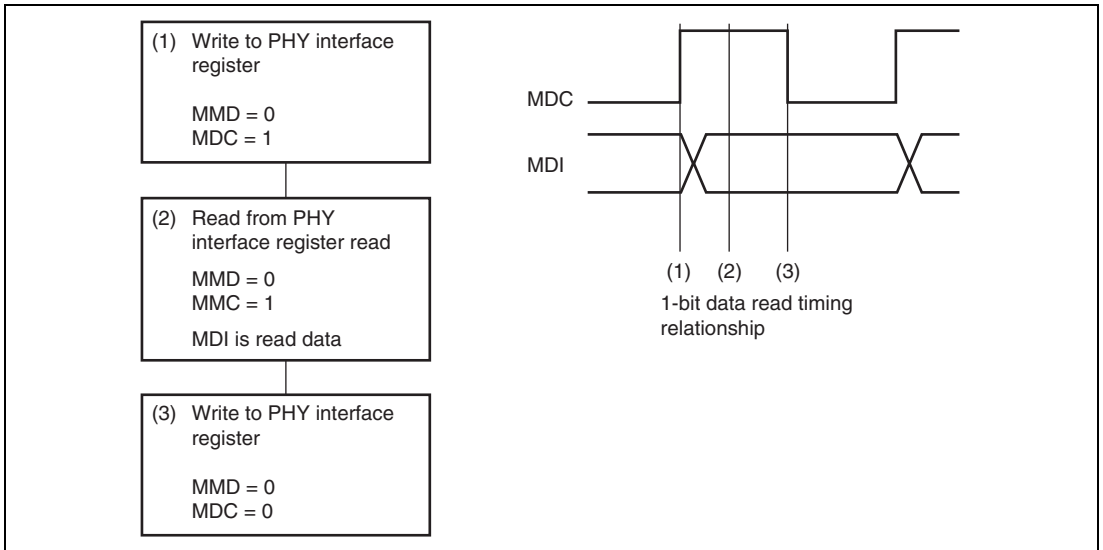 (1) Write to PHY interface
register
MMD = 0
MDC = 1
(2) Read from PHY
interface register read
MMD = 0
MMC = 1
MDI is read data
(3) Write to PHY interface
register
MMD = 0
MDC = 0
MDC
MDI
(1) (2) (3)
1-bit data read timing
relationship